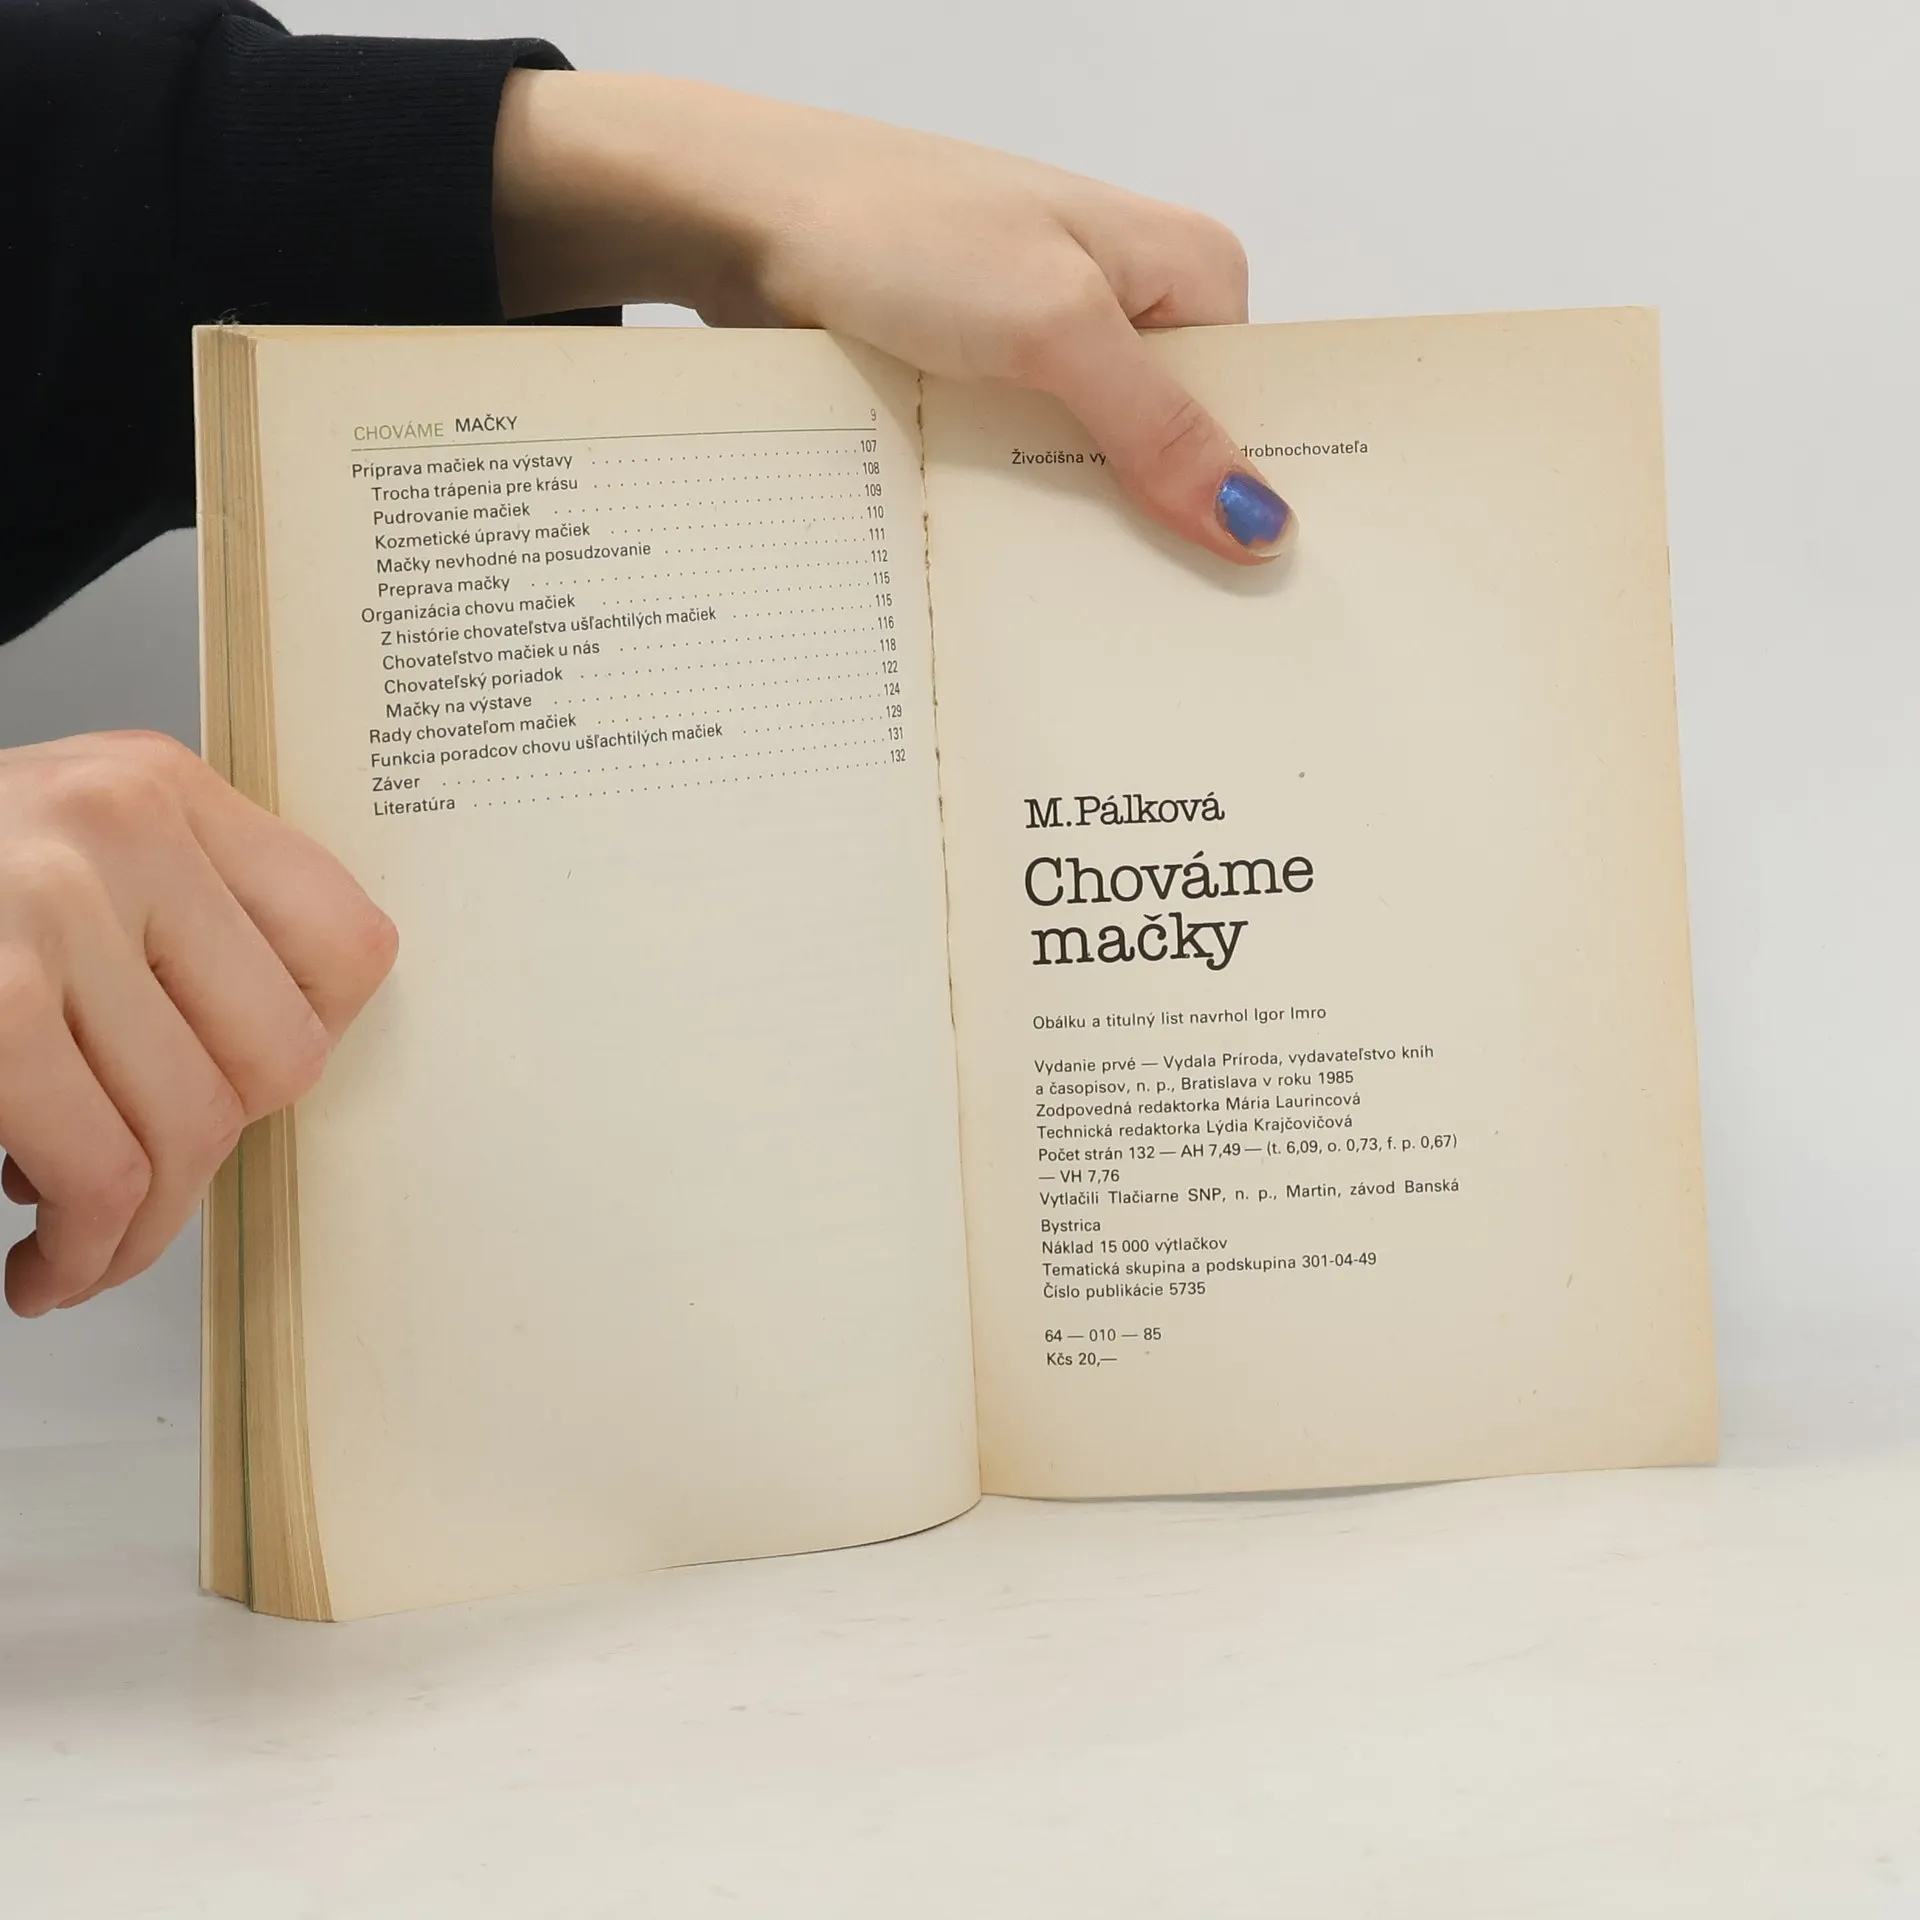 CHOVÁME MAČKY 9
Príprava mačiek na výstavy . . . . . . . . . . . . . . . . . . . . 107
Trocha trápenia pre krásu . . . . . . . . . . . . . . . . . . . . 108
Pudrovanie mačiek . . . . . . . . . . . . . . . . . . . . 109
Kozmetické úpravy mačiek . . . . . . . . . . . . . . . . . . . . 110
Mačky nevhodné na posudzovanie . . . . . . . . . . . . . . . 111
Preprava mačky . . . . . . . . . . . . . . . . . . . . 112
Organizácia chovu mačiek . . . . . . . . . . . . . . . . . . . . 115
Z histórie chovateľstva ušľachtilých mačiek . . . . . . . . . . 115
Chovateľstvo mačiek u nás . . . . . . . . . . . . . . . . . . . . 116
Chovateľský poriadok . . . . . . . . . . . . . . . . . . . . 118
Mačky na výstave . . . . . . . . . . . . . . . . . . . . 122
Rady chovateľom mačiek . . . . . . . . . . . . . . . . . . . . 124
Funkcia poradcov chovu ušľachtilých mačiek . . . . . . . . . . 129
Záver . . . . . . . . . . . . . . . . . . . . 131
Literatúra . . . . . . . . . . . . . . . . . . . . 132
Živočíšna drobnochovateľa
M.Pálková
Chováme
mačky
Obálku a titulný list navrhol Igor Imro
Vydanie prvé — Vydala Príroda, vydavateľstvo kníh
a časopisov, n. p., Bratislava v roku 1985
Zodpovedná redaktorka Mária Laurincová
Technická redaktorka Lýdia Krajčovičová
Počet strán 132 — AH 7,49 — (t. 6,09, o. 0,73, f. p. 0,67)
— VH 7,76
Vytlačili Tlačiarne SNP, n. p., Martin, závod Banská
Bystrica
Náklad 15 000 výtlačkov
Tematická skupina a podskupina 301-04-49
Číslo publikácie 5735
64 — 010 — 85
Kčs 20,—